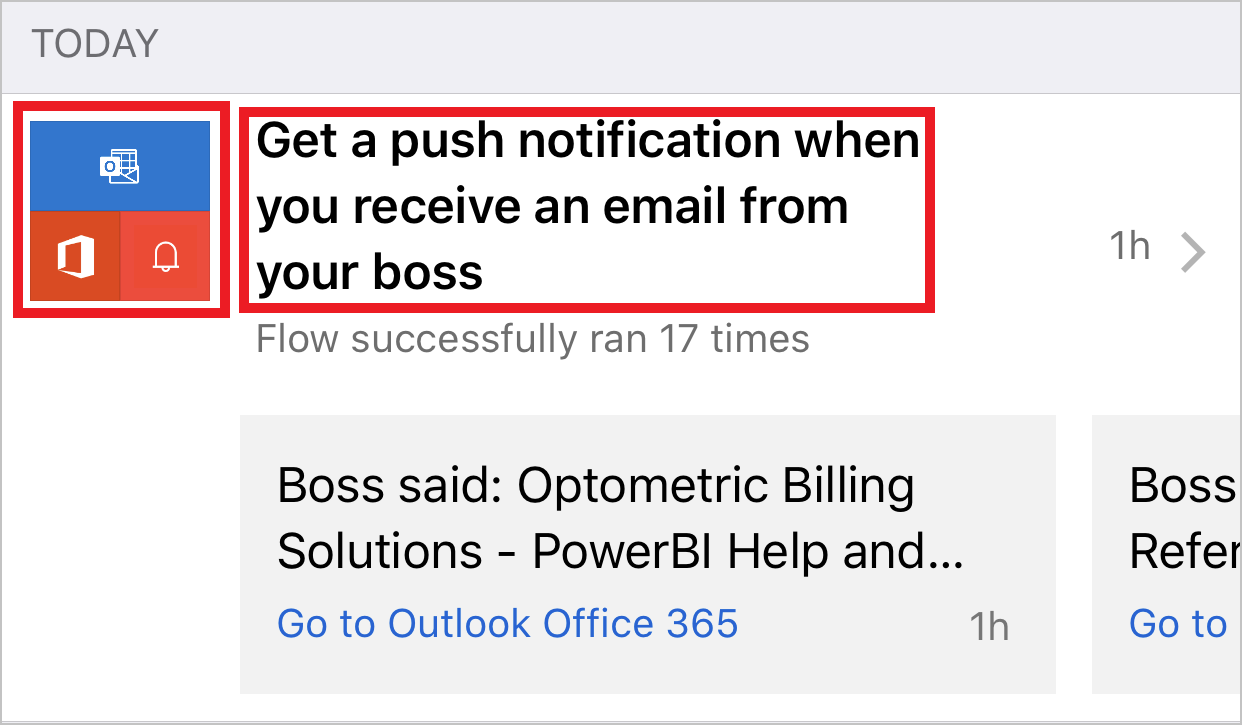 TODAY
Get a push notification when
you receive an email from
your boss
1h
Flow successfully ran 17 times
Boss said: Optometric Billing
Solutions - PowerBI Help and...
Go to Outlook Office 365
1h
Boss
Refer
Go to